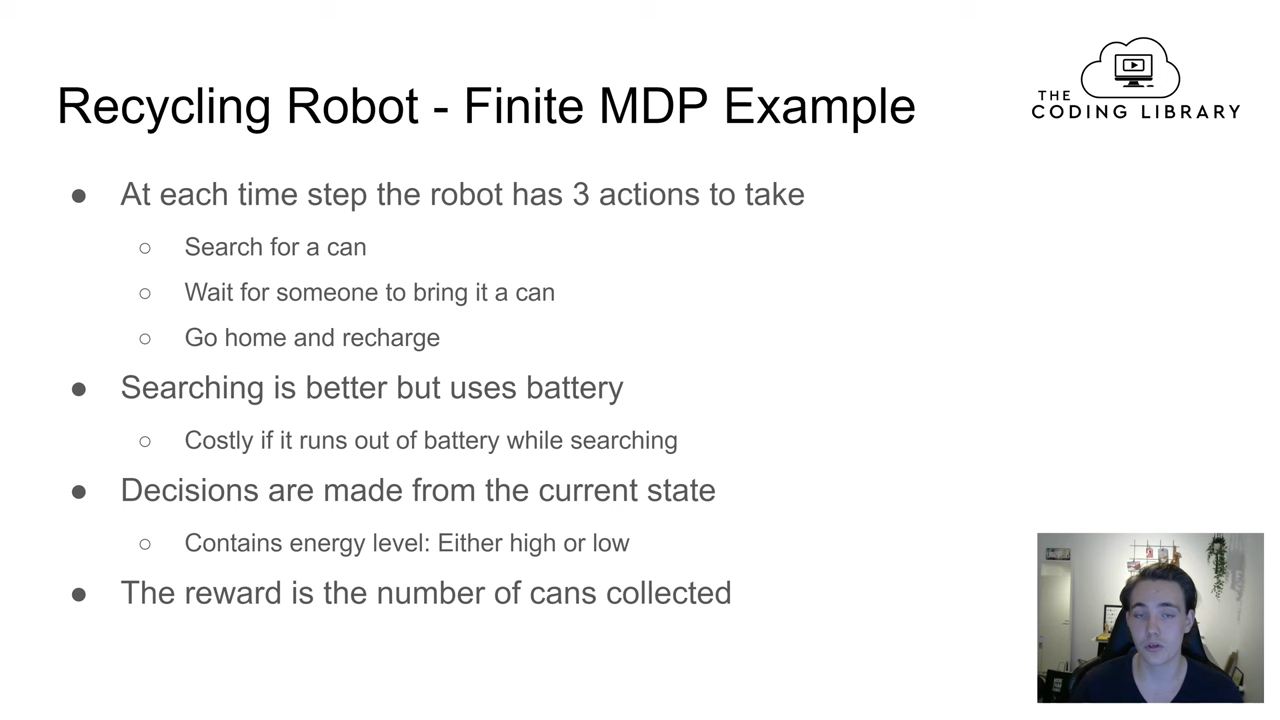 Recycling Robot - Finite MDP Example
THE
CODING LIBRARY
● At each time step the robot has 3 actions to take
○ Search for a can
○ Wait for someone to bring it a can
○ Go home and recharge
● Searching is better but uses battery
○ Costly if it runs out of battery while searching
● Decisions are made from the current state
○ Contains energy level: Either high or low
● The reward is the number of cans collected